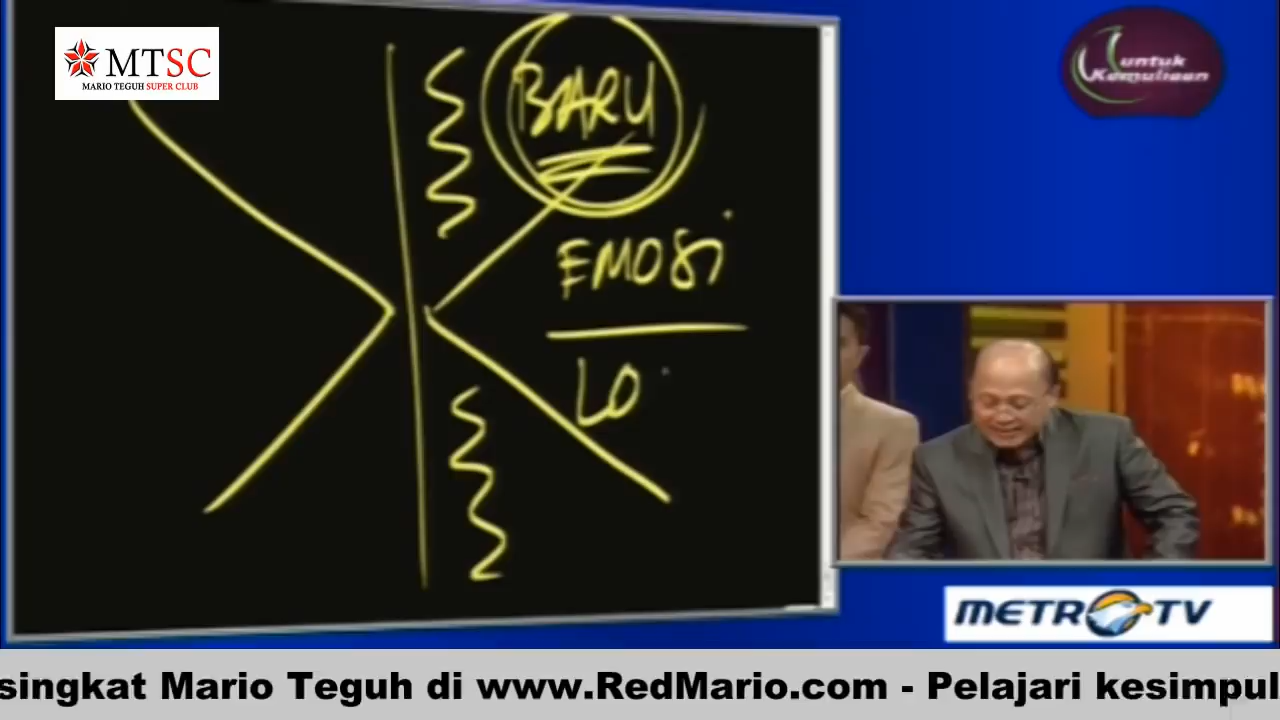 MTSC
MARIO TEGUH SUPER CLUB
untuk
Kemuliaan
BARU
EMOSI
LO
METRO TV
singkat Mario Teguh di www.RedMario.com - Pelajari kesimpul